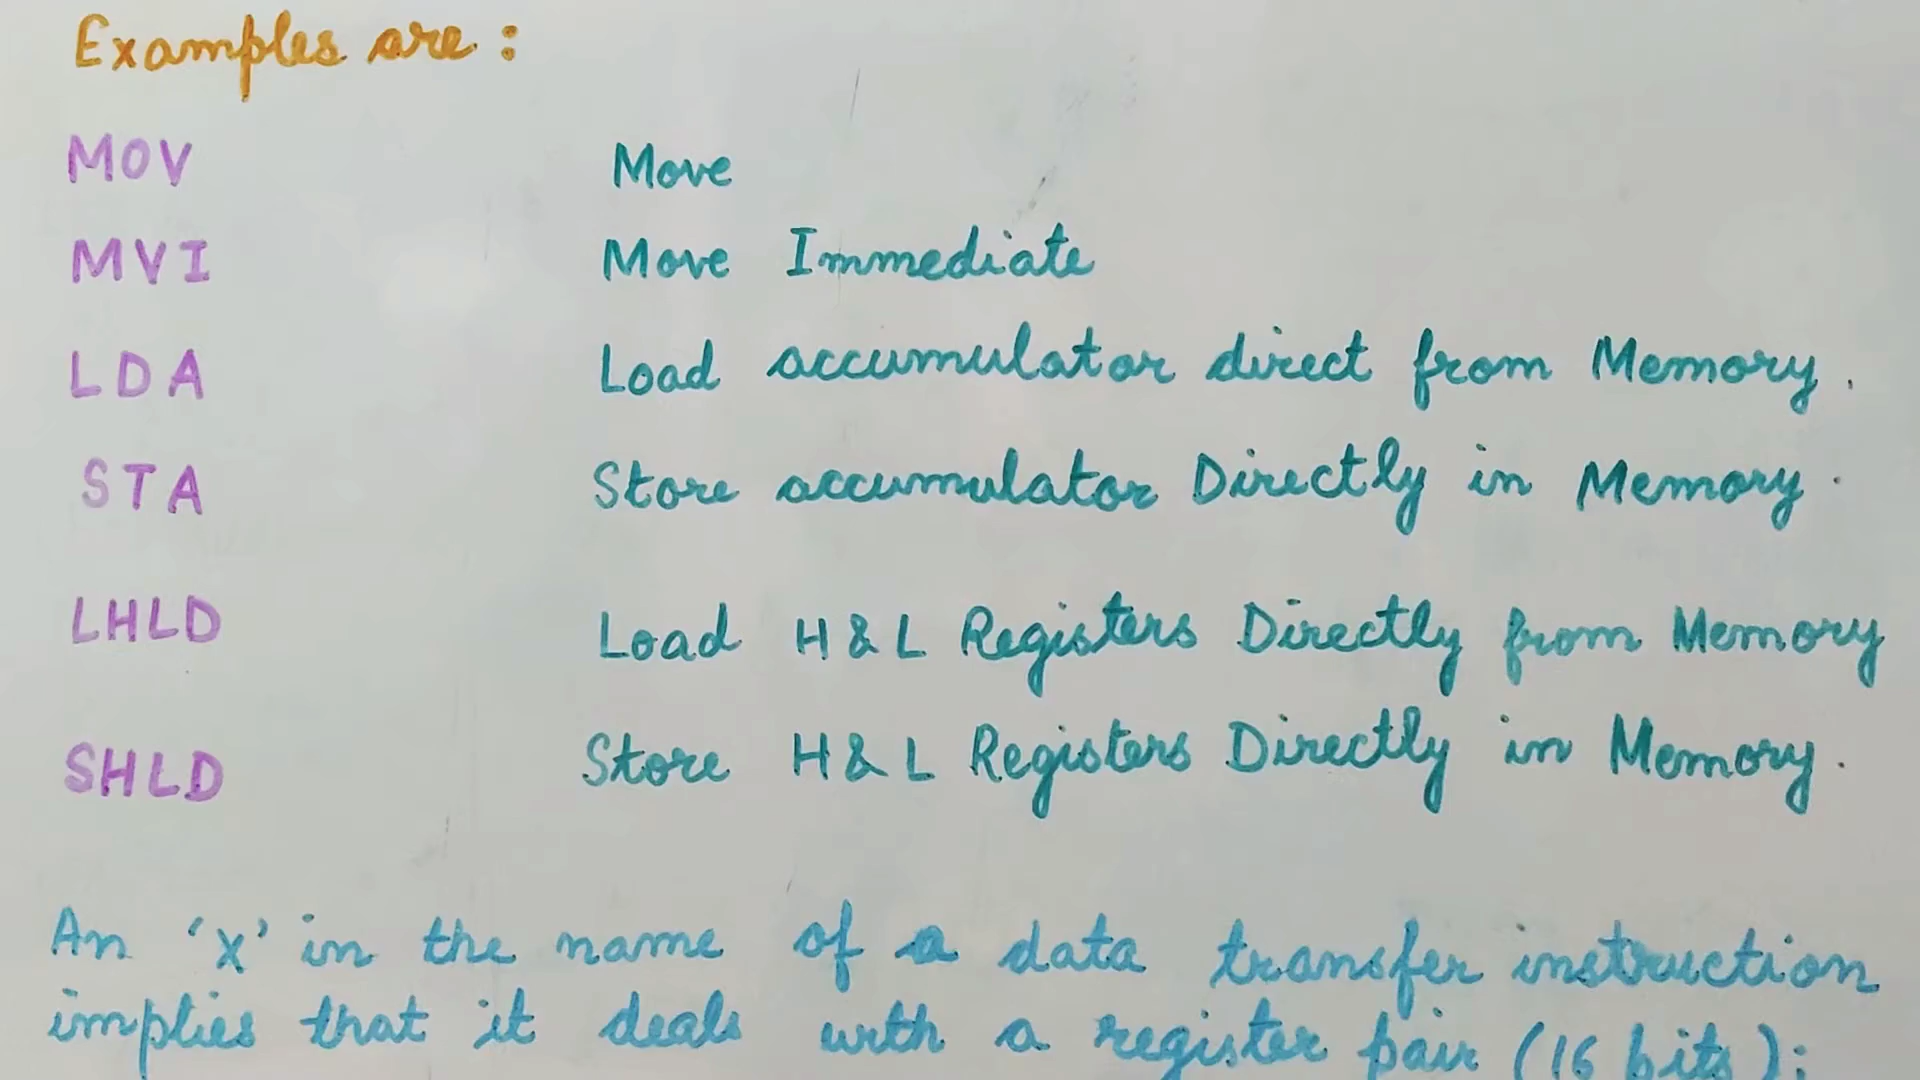 Examples are :
MOV Move
MVI Move Immediate
LDA Load accumulator direct from Memory.
STA Store accumulator Directly in Memory.
LHLD Load H & L Registers Directly from Memory
SHLD Store H & L Registers Directly in Memory.
An 'X' in the name of a data transfer instruction
implies that it deals with a register pair (16 bits):